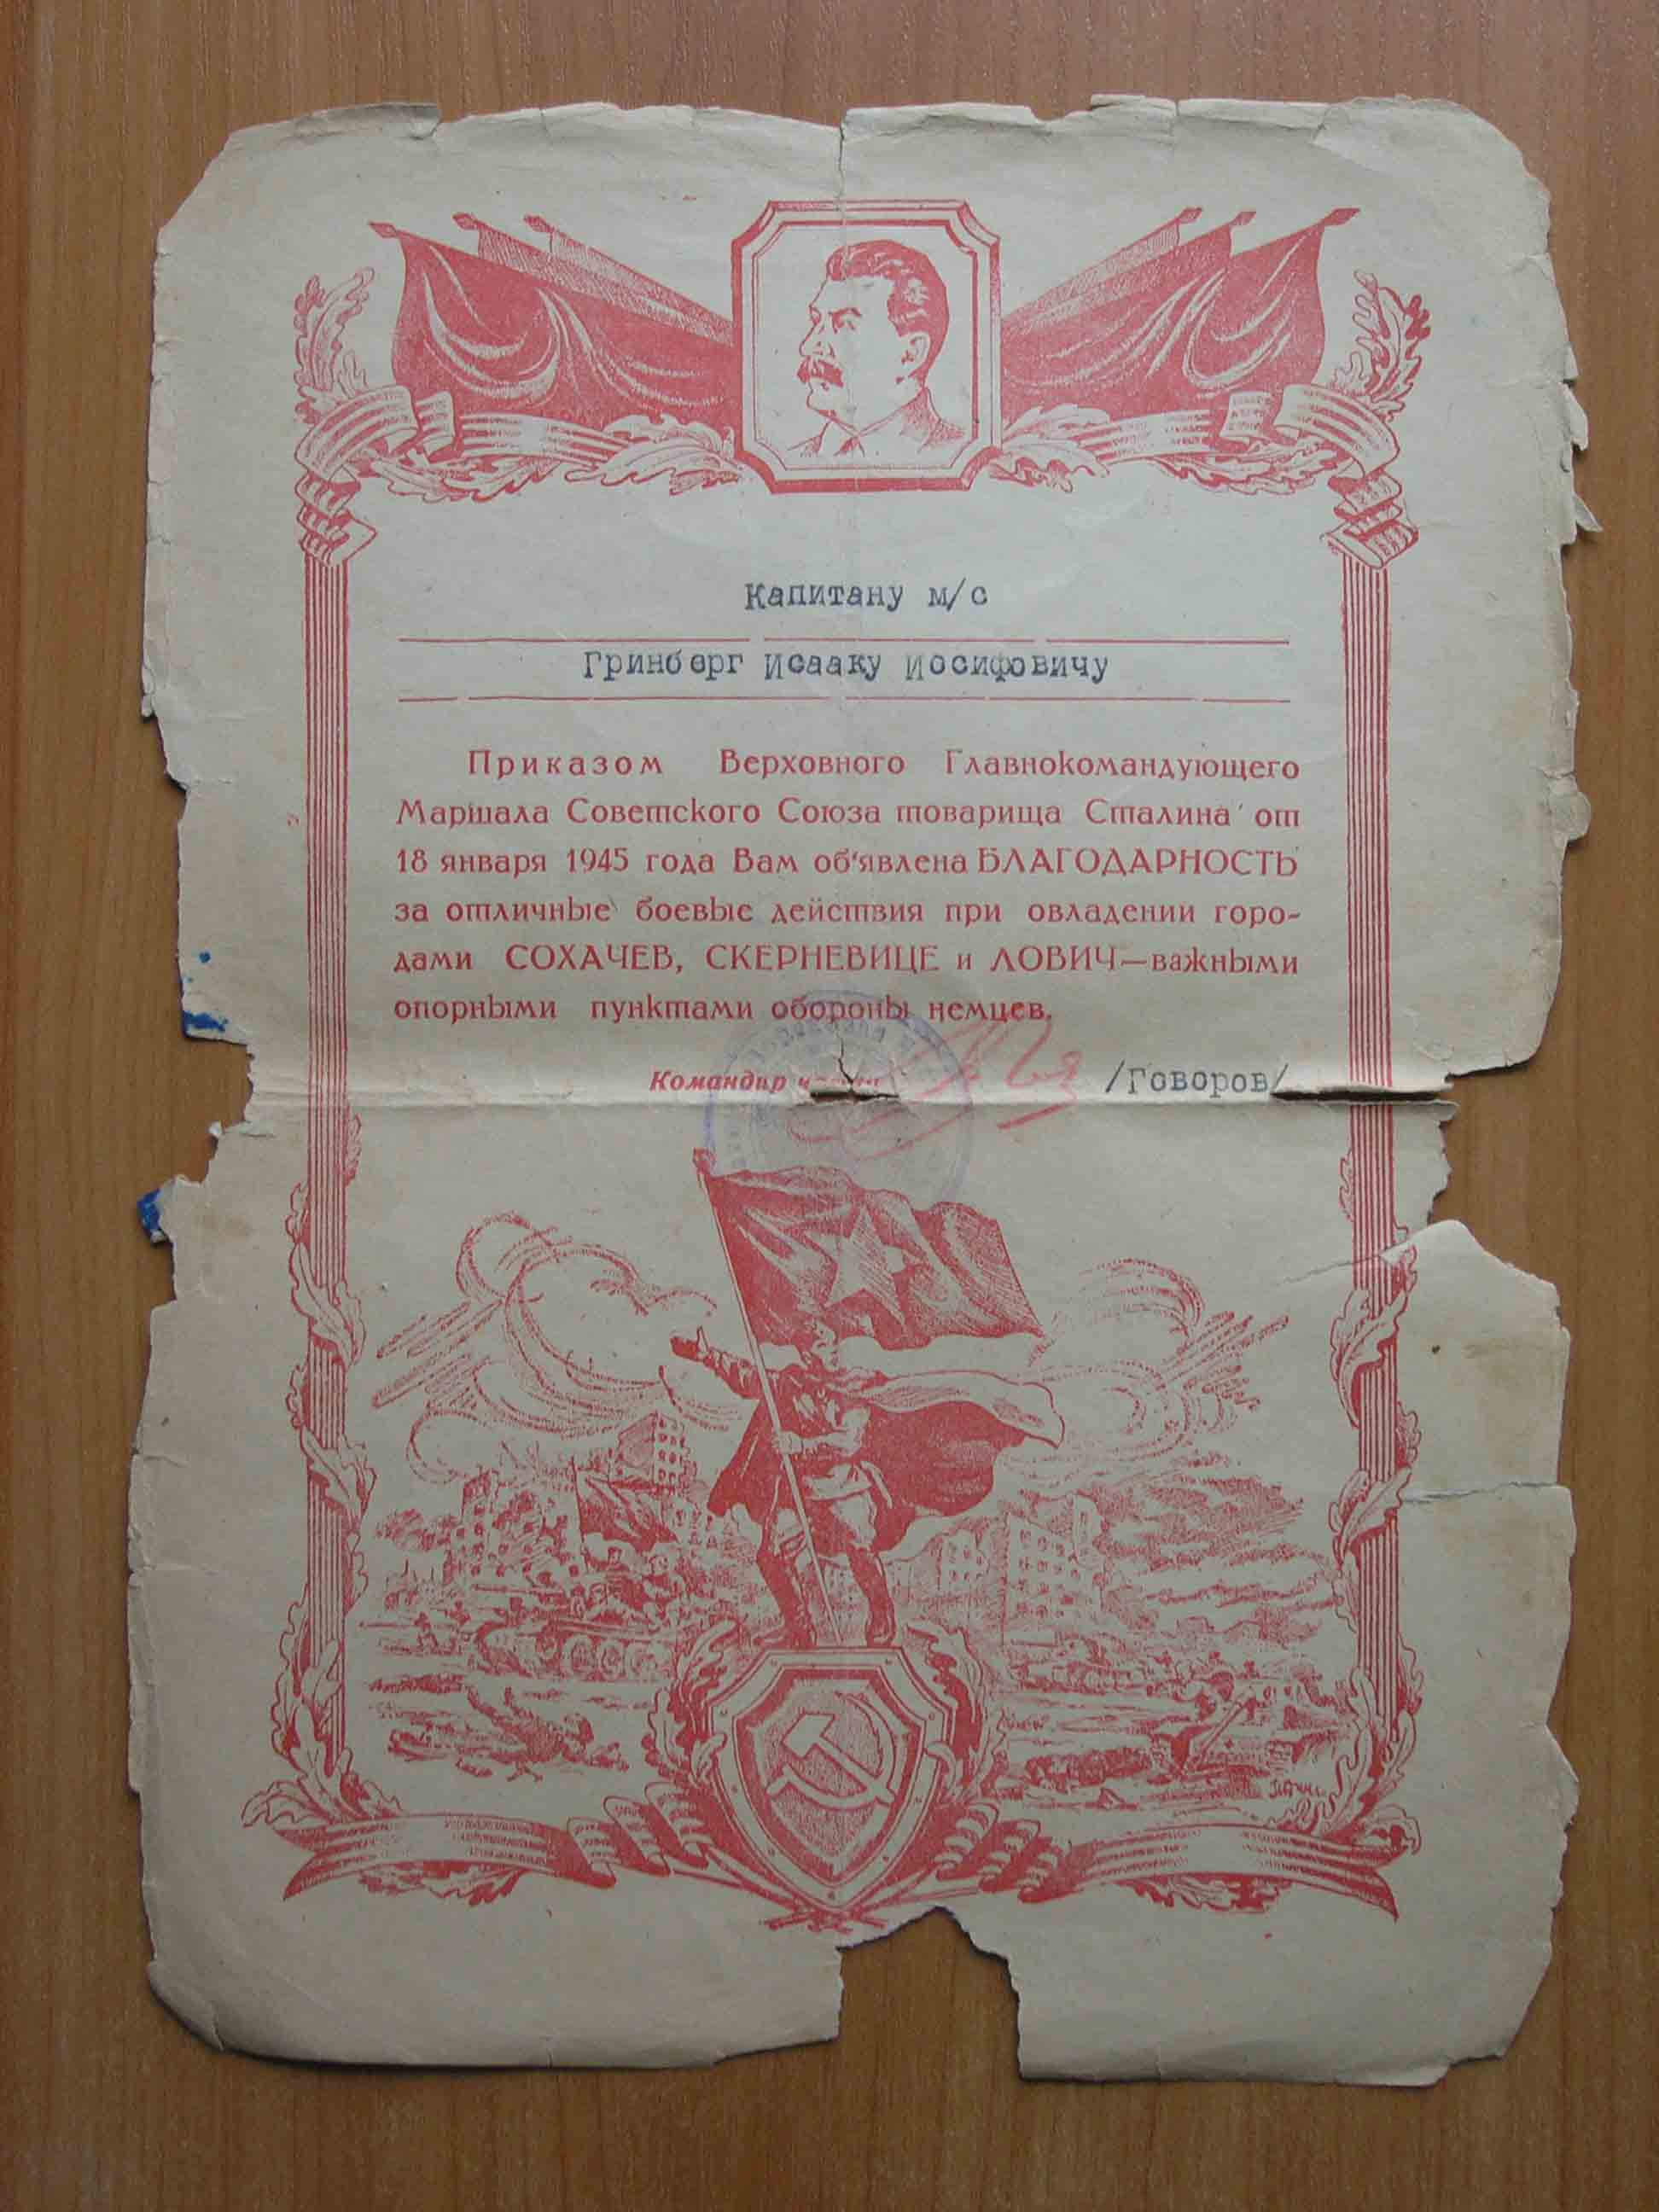 Капитану м/с
Гринберг Исааку Иосифовичу
Приказом Верховного Главнокомандующего
Маршала Советского Союза товарища Сталина от
18 января 1945 года Вам об'явлена БЛАГОДАРНОСТЬ
за отличные боевые действия при овладении горо-
дами СОХАЧЕВ, СКЕРНЕВИЦЕ и ЛОВИЧ—важными
опорными пунктами обороны немцев.
Командир /Говоров/